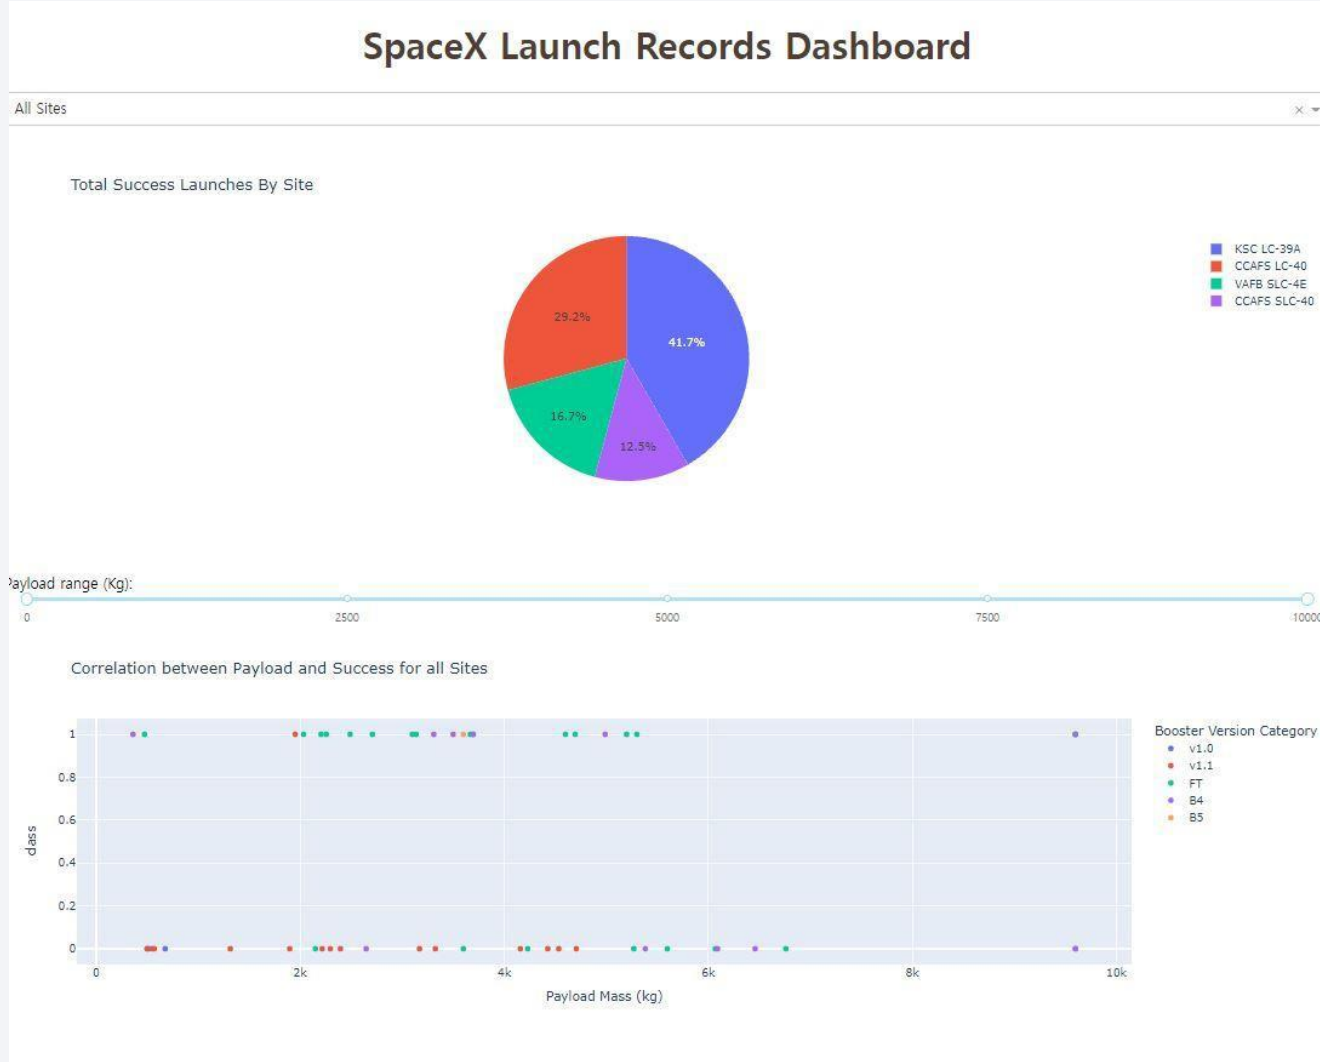 SpaceX Launch Records Dashboard
All Sites
Total Success Launches By Site
KSC LC-39A
CCAFS LC-40
VAFB SLC-4E
CCAFS SLC-40
29.2%
41.7%
16.7%
12.5%
Payload range (Kg):
0 2500 5000 7500 10000
Correlation between Payload and Success for all Sites
Booster Version Category
v1.0
v1.1
FT
B4
B5
class
1
0.8
0.6
0.4
0.2
0
0 2k 4k 6k 8k 10k
Payload Mass (kg)